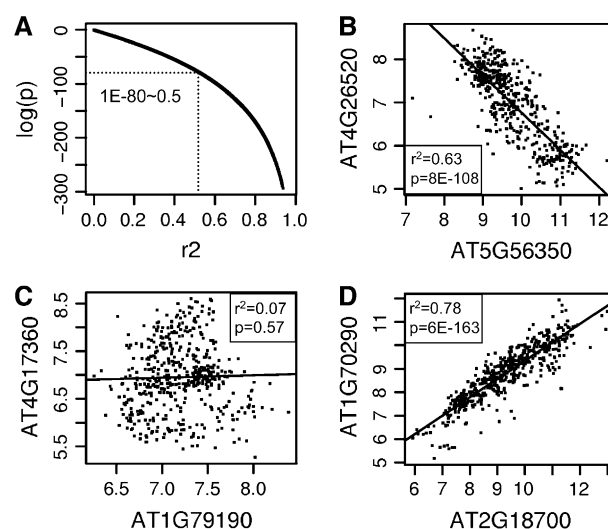 A
0
−100
−200
−300
log(p)
1E-80~0.5
0.0 0.2 0.4 0.6 0.8 1.0
r2
B
8
7
6
5
AT4G26520
r²=0.63
p=8E-108
7 8 9 10 11 12
AT5G56350
C
8.5
7.5
6.5
5.5
AT4G17360
r²=0.07
p=0.57
6.5 7.0 7.5 8.0
AT1G79190
D
11
9
8
7
6
5
AT1G70290
r²=0.78
p=6E-163
6 7 8 9 10 12
AT2G18700